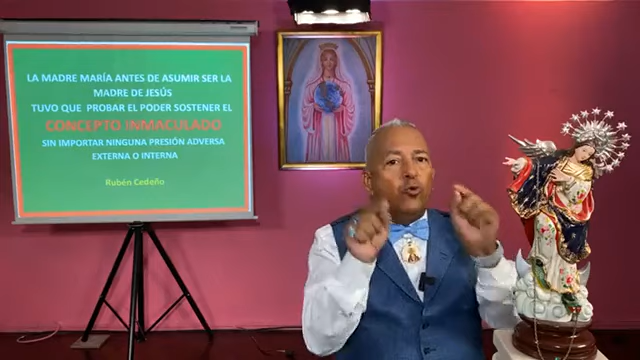 LA MADRE MARÍA ANTES DE ASUMIR SER LA
MADRE DE JESÚS
TUVO QUE PROBAR EL PODER SOSTENER EL
CONCEPTO INMACULADO
SIN IMPORTAR NINGUNA PRESIÓN ADVERSA
EXTERNA O INTERNA
Rubén Cedeño